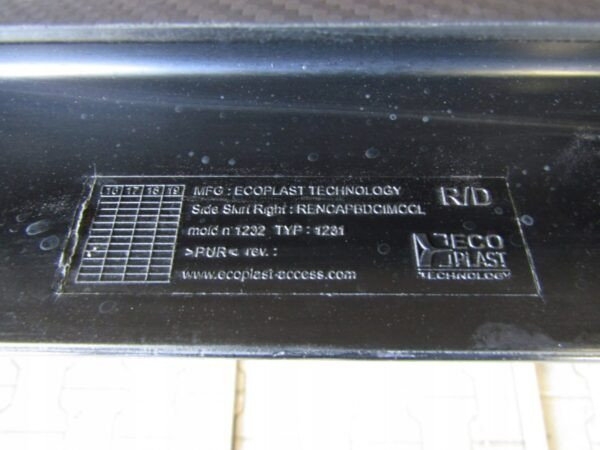 16 17 18 19
MFG : ECOPLAST TECHNOLOGY
R/D
Side Skirt Right : RENCAPBDCIMCCL
mold n°1232 TYP : 1231
>PUR< rev. :
www.ecoplast-access.com
ECO
PLAST
TECHNOLOGY